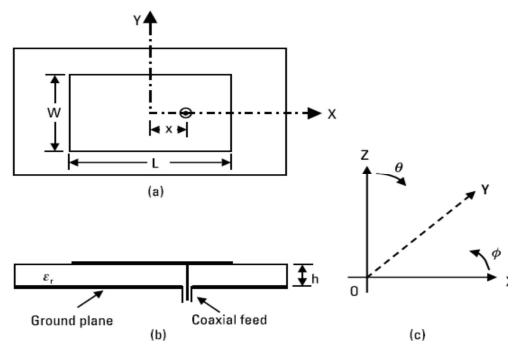 Y
W
x
X
L
(a)
εr
h
Ground plane
(b)
Coaxial feed
Z
θ
Y
ϕ
O
X
(c)